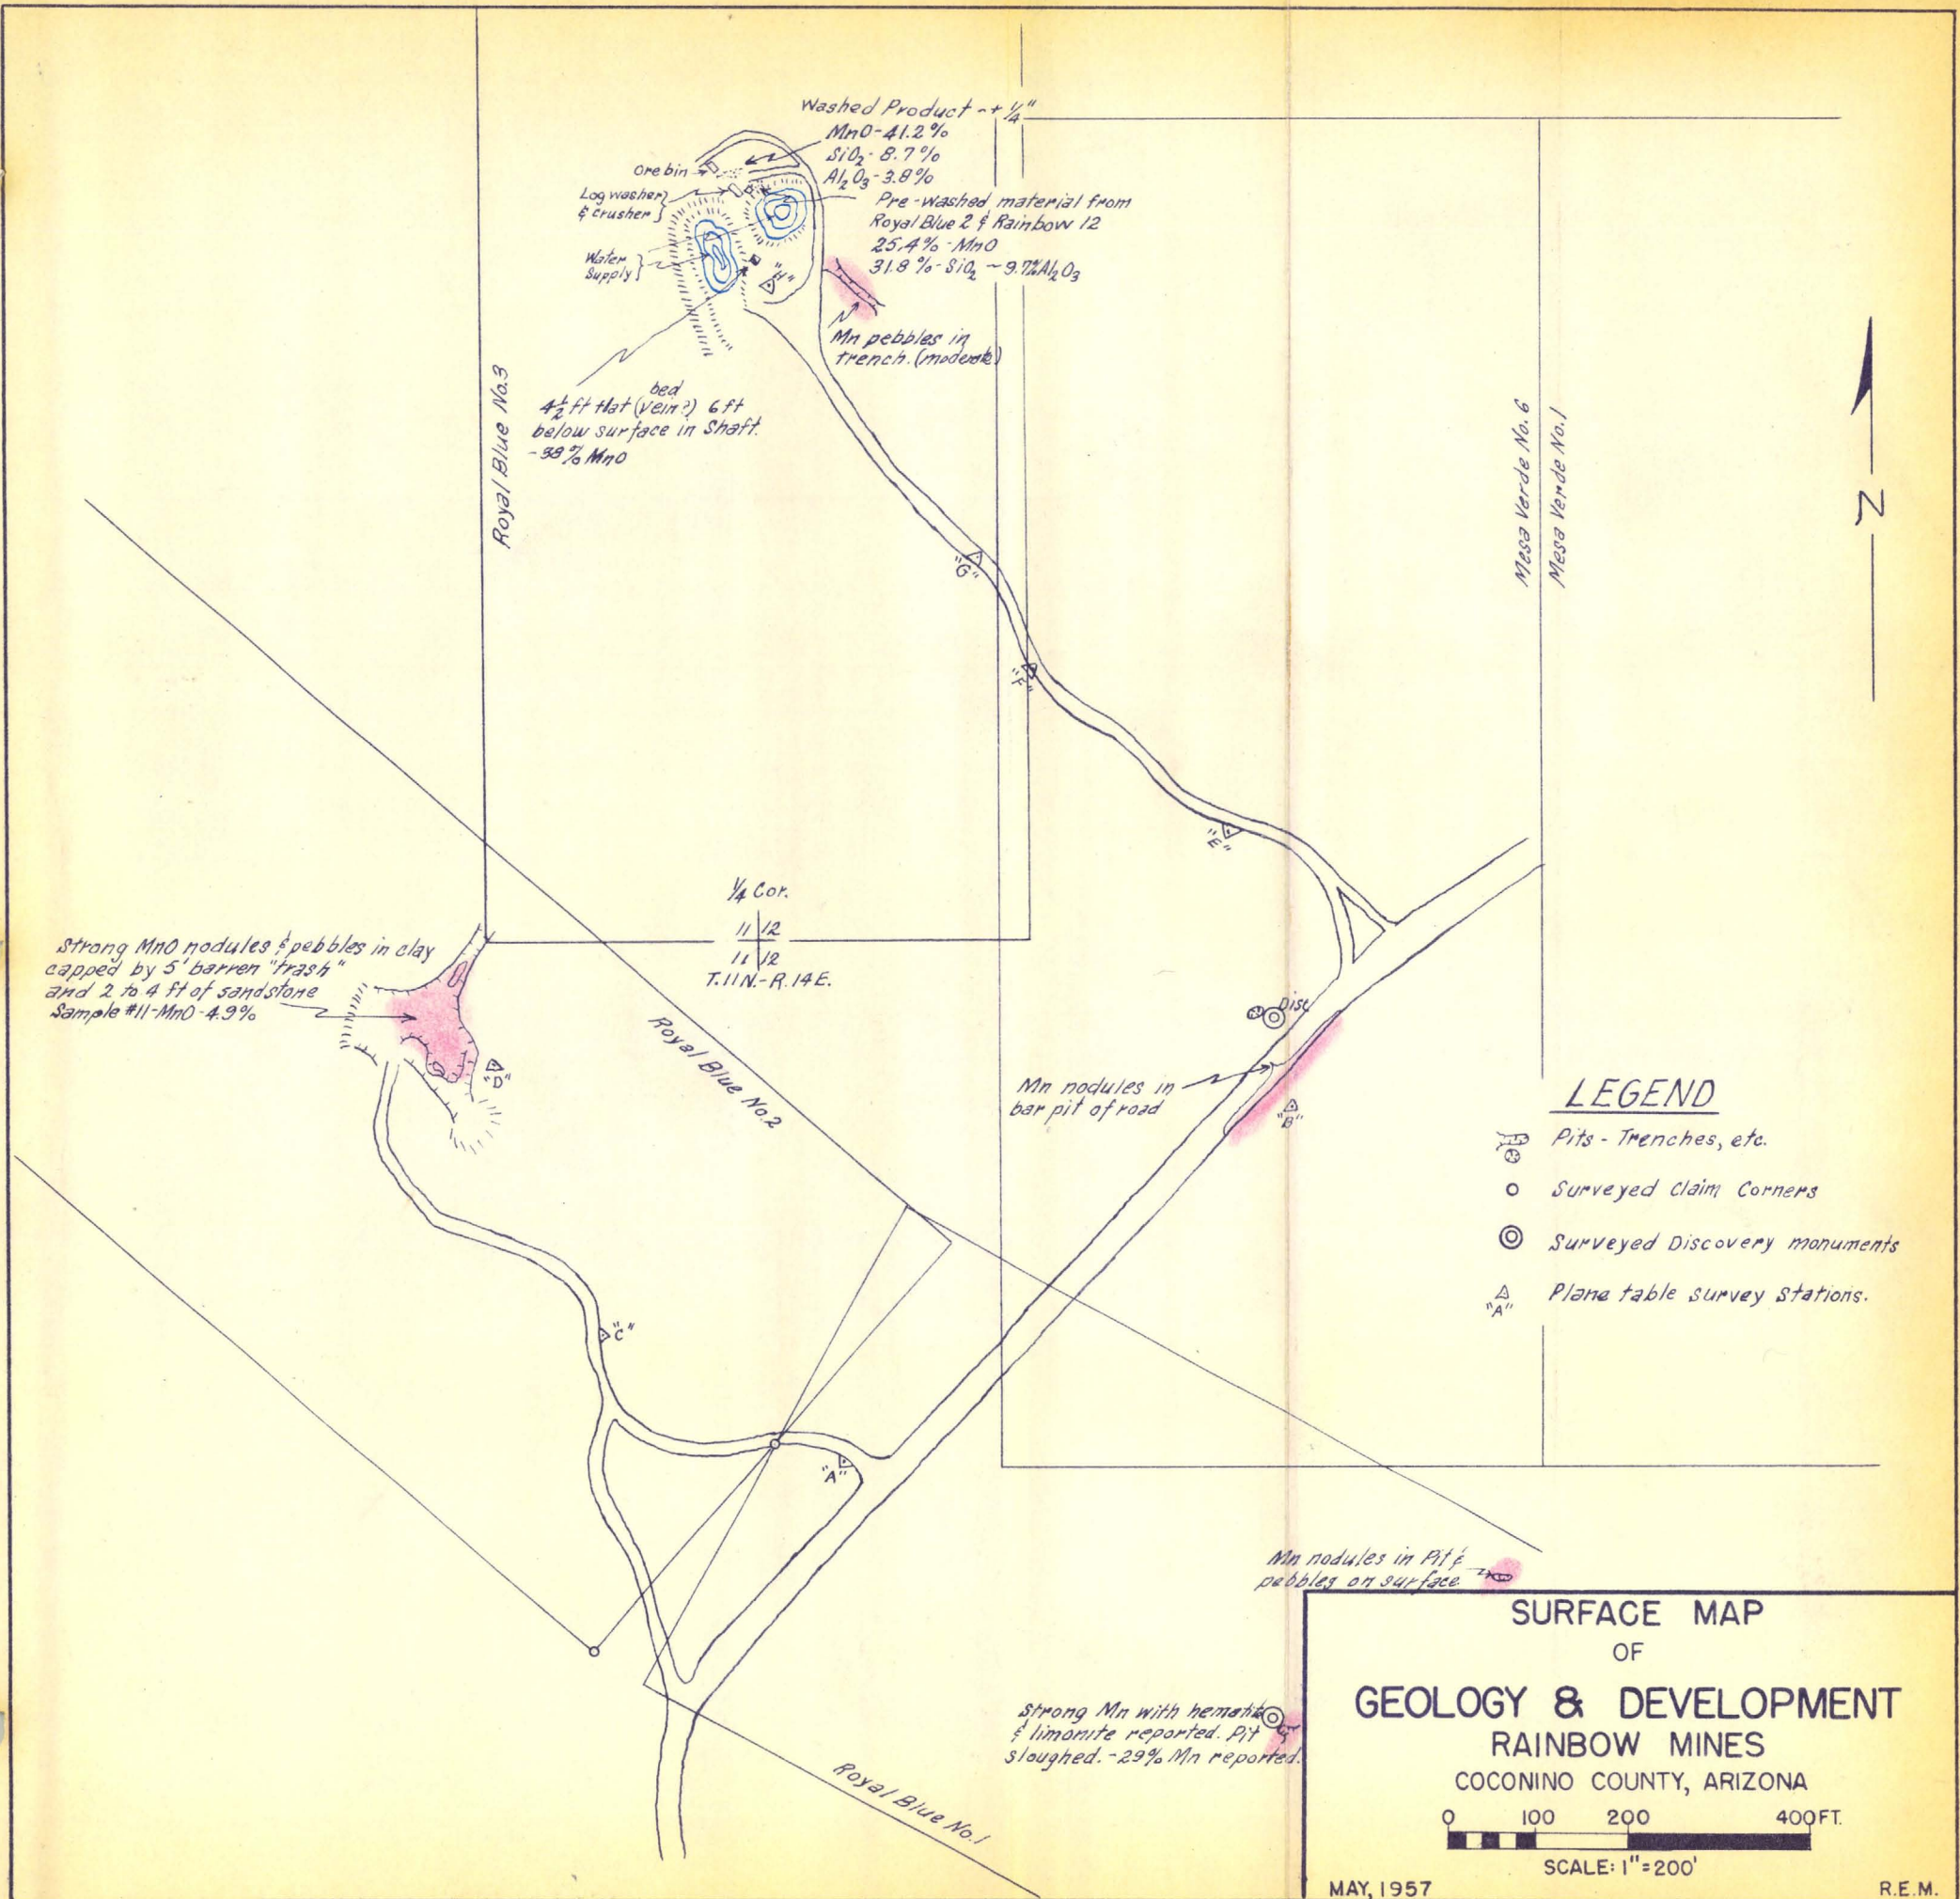 Washed Product - + 1/4"
MnO - 41.2 %
SiO2 - 8.7 %
Al2O3 - 3.8 %
Ore bin
Log washer
& crusher
Pre-washed material from
Royal Blue 2 & Rainbow 12
25.4% - MnO
31.8 % - SiO2 - 9.7% Al2O3
Water
Supply
"H"
Mn pebbles in
trench. (moderate)
bed
4 1/2 ft flat (vein?) 6 ft
below surface in Shaft.
- 38 % MnO
Royal Blue No.3
Mesa Verde No. 6
Mesa Verde No. 1
N
"G"
"F"
"E"
1/4 Cor.
11 | 12
11 | 12
T. 11 N. - R. 14 E.
Strong MnO nodules & pebbles in clay
capped by 5' barren "trash"
and 2 to 4 ft of sandstone
Sample #11 - MnO - 4.9%
"D"
Royal Blue No.2
Disc
Mn nodules in
bar pit of road
"B"
LEGEND
Pits - Trenches, etc.
Surveyed Claim Corners
Surveyed Discovery monuments
"A" Plane table survey Stations.
"C"
"A"
Mn nodules in Pit &
pebbles on surface
Strong Mn with hematite
& limonite reported. Pit
sloughed. - 29% Mn reported.
Royal Blue No.1
SURFACE MAP
OF
GEOLOGY & DEVELOPMENT
RAINBOW MINES
COCONINO COUNTY, ARIZONA
0 100 200 400 FT.
SCALE: 1" = 200'
MAY, 1957 R.E.M.